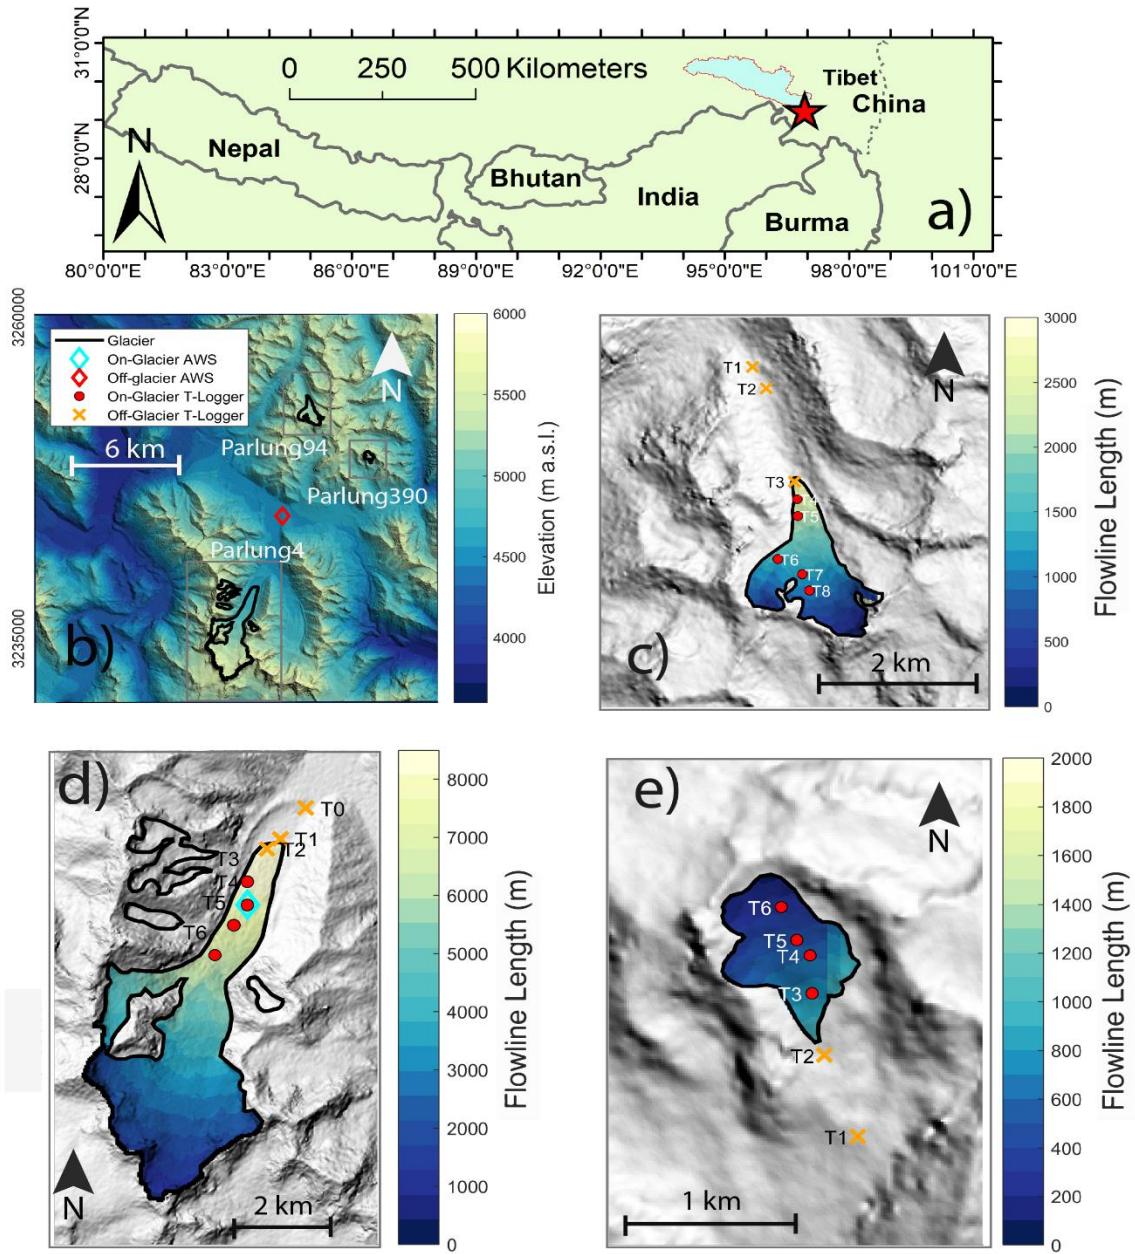 31°0'0"N
28°0'0"N
0 250 500 Kilometers
Tibet
China
N
Nepal
Bhutan
India
Burma
a)
80°0'0"E 83°0'0"E 86°0'0"E 89°0'0"E 92°0'0"E 95°0'0"E 98°0'0"E 101°0'0"E
3260000
3235000
Glacier
On-Glacier AWS
Off-glacier AWS
On-Glacier T-Logger
Off-Glacier T-Logger
N
6 km
Parlung94
Parlung390
Parlung4
b)
6000
5500
5000
4500
4000
Elevation (m a.s.l.)
T1
T2
T3
T5
T6
T7
T8
N
c)
2 km
3000
2500
2000
1500
1000
500
0
Flowline Length (m)
d)
T0
T1
T2
T3
T4
T5
T6
N
2 km
8000
7000
6000
5000
4000
3000
2000
1000
0
Flowline Length (m)
e)
N
T6
T5
T4
T3
T2
T1
1 km
2000
1800
1600
1400
1200
1000
800
600
400
200
0
Flowline Length (m)